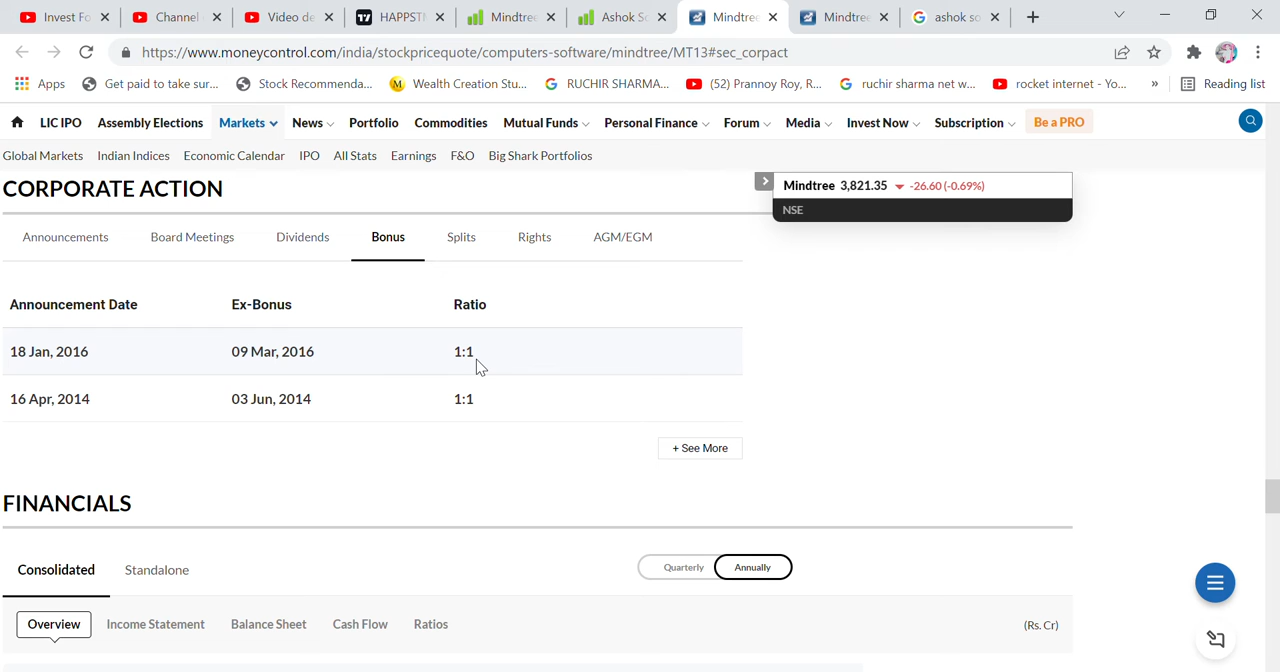 Invest Fo
Channel
Video de
HAPPST
Mindtree
Ashok So
Mindtree
Mindtree
ashok so
https://www.moneycontrol.com/india/stockpricequote/computers-software/mindtree/MT13#sec_corpact
Apps
Get paid to take sur...
Stock Recommenda...
M Wealth Creation Stu...
RUCHIR SHARMA...
(52) Prannoy Roy, R...
ruchir sharma net w...
rocket internet - Yo...
»
Reading list
LIC IPO Assembly Elections Markets News Portfolio Commodities Mutual Funds Personal Finance Forum Media Invest Now Subscription Be a PRO
Global Markets Indian Indices Economic Calendar IPO All Stats Earnings F&O Big Shark Portfolios
CORPORATE ACTION
Mindtree 3,821.35 -26.60 (-0.69%)
NSE
Announcements Board Meetings Dividends Bonus Splits Rights AGM/EGM
Announcement Date Ex-Bonus Ratio
18 Jan, 2016 09 Mar, 2016 1:1
16 Apr, 2014 03 Jun, 2014 1:1
+ See More
FINANCIALS
Consolidated Standalone Quarterly Annually
Overview Income Statement Balance Sheet Cash Flow Ratios (Rs. Cr)